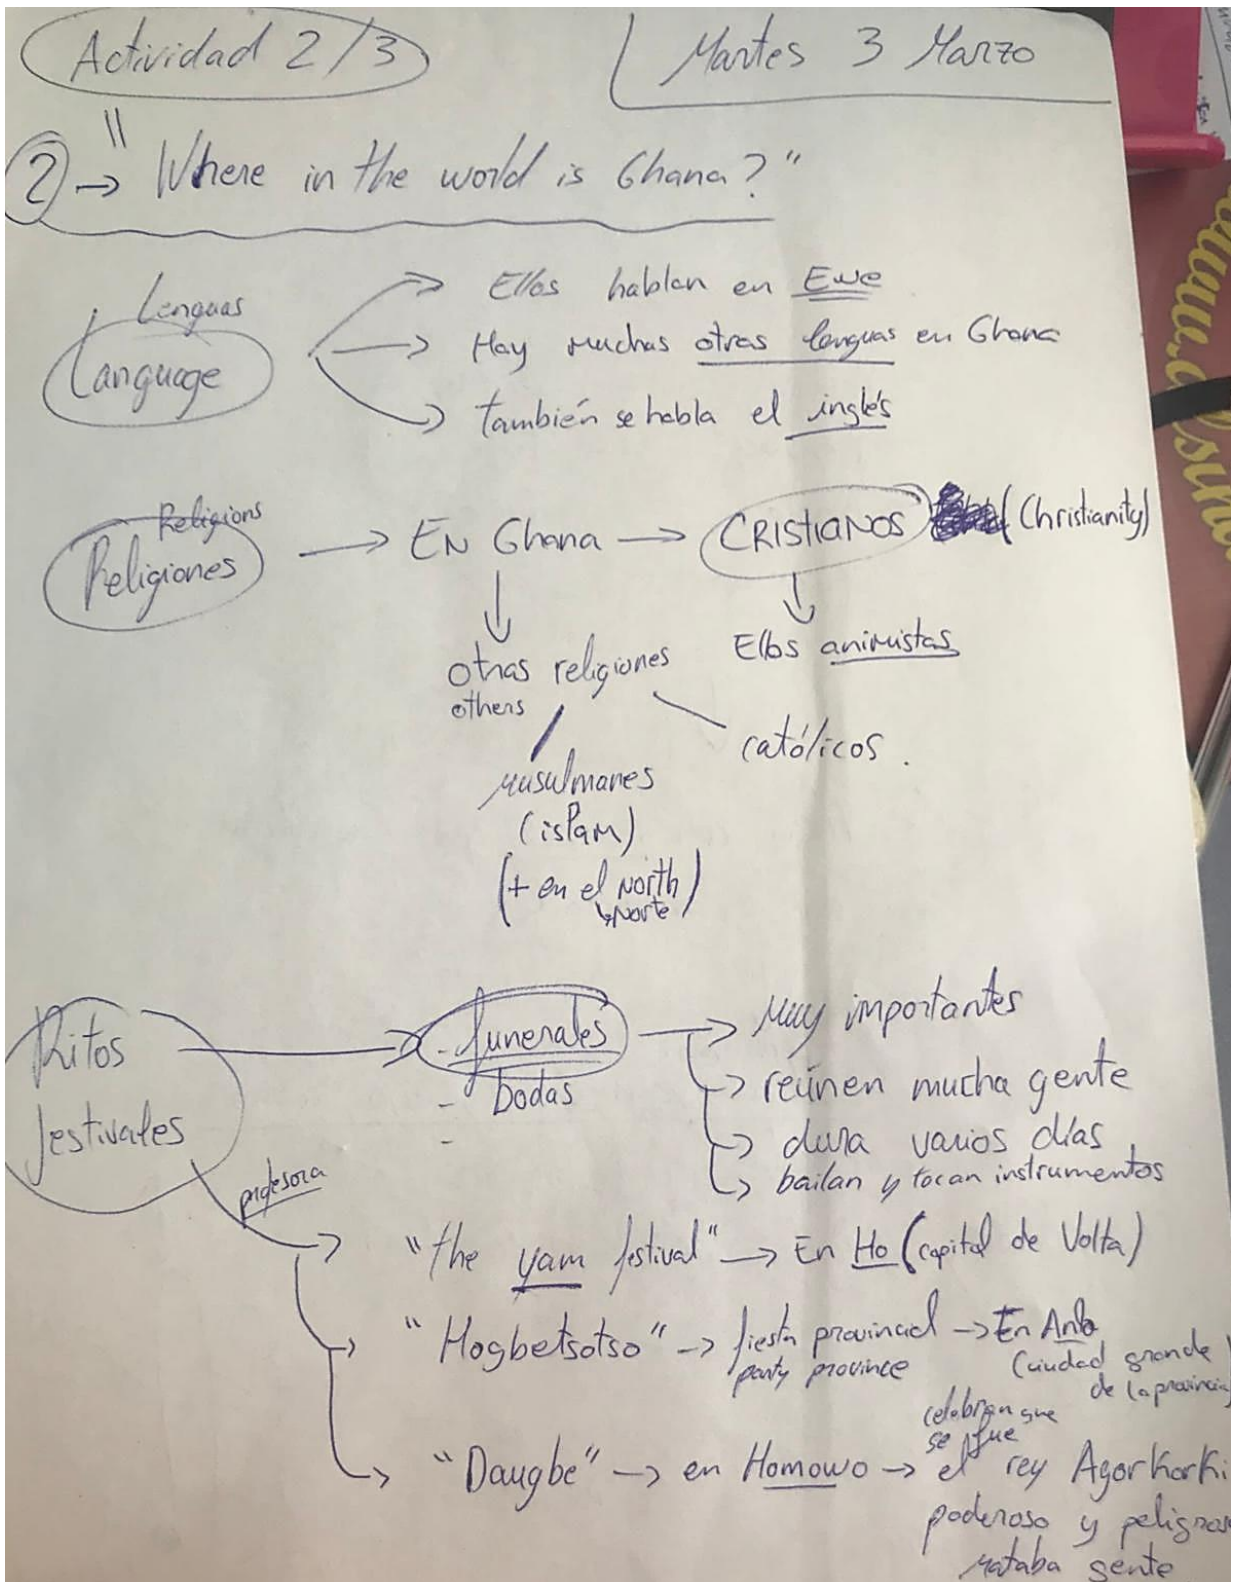 Actividad 2/3
Martes 3 Marzo
2 → "Where in the world is Ghana?"
Lenguas
Language
→ Ellos hablan en Ewe
→ Hay muchas otras lenguas en Ghana
→ también se habla el inglés
Religions
Religiones
→ EN Ghana → CRISTIANOS (Christianity)
Ellos animistas
otras religiones
others
católicos.
musulmanes
(islam)
(+ en el North)
↳ Norte
Ritos
festivales
- funerales
- bodas
-
→ Muy importantes
→ reúnen mucha gente
→ dura varios días
→ bailan y tocan instrumentos
profesora
→ "the yam festival" → En Ho (capital de Volta)
→ "Hogbetsotso" → fiesta provincial → En Anlo
party province
(ciudad grande
de la provincia)
→ "Daugbe" → en Homowo →
celebran que
se fue
el rey Agorkorki
poderoso y
mataba gente